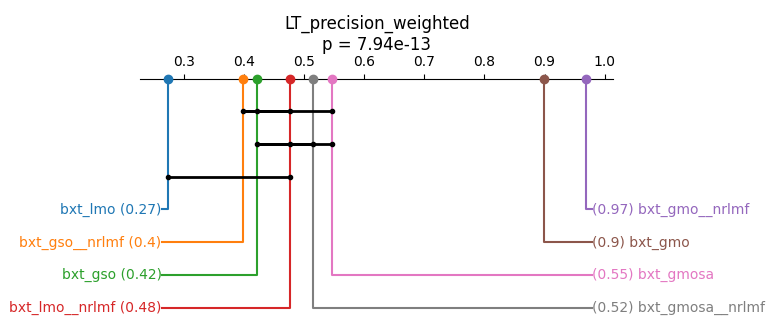 LT_precision_weighted
p = 7.94e-13
0.3 0.4 0.5 0.6 0.7 0.8 0.9 1.0
bxt_lmo (0.27) (0.97) bxt_gmo__nrlmf
bxt_gso__nrlmf (0.4) (0.9) bxt_gmo
bxt_gso (0.42) (0.55) bxt_gmosa
bxt_lmo__nrlmf (0.48) (0.52) bxt_gmosa__nrlmf